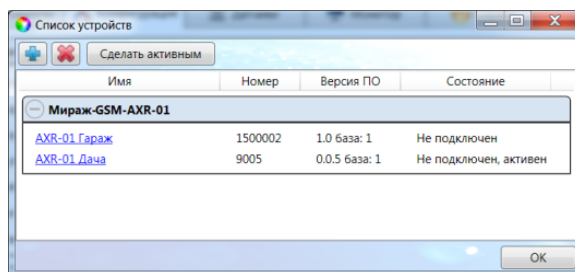 Список устройств
Сделать активным
Имя Номер Версия ПО Состояние
Мираж-GSM-AXR-01
AXR-01 Гараж 1500002 1.0 база: 1 Не подключен
AXR-01 Дача 9005 0.0.5 база: 1 Не подключен, активен
OK